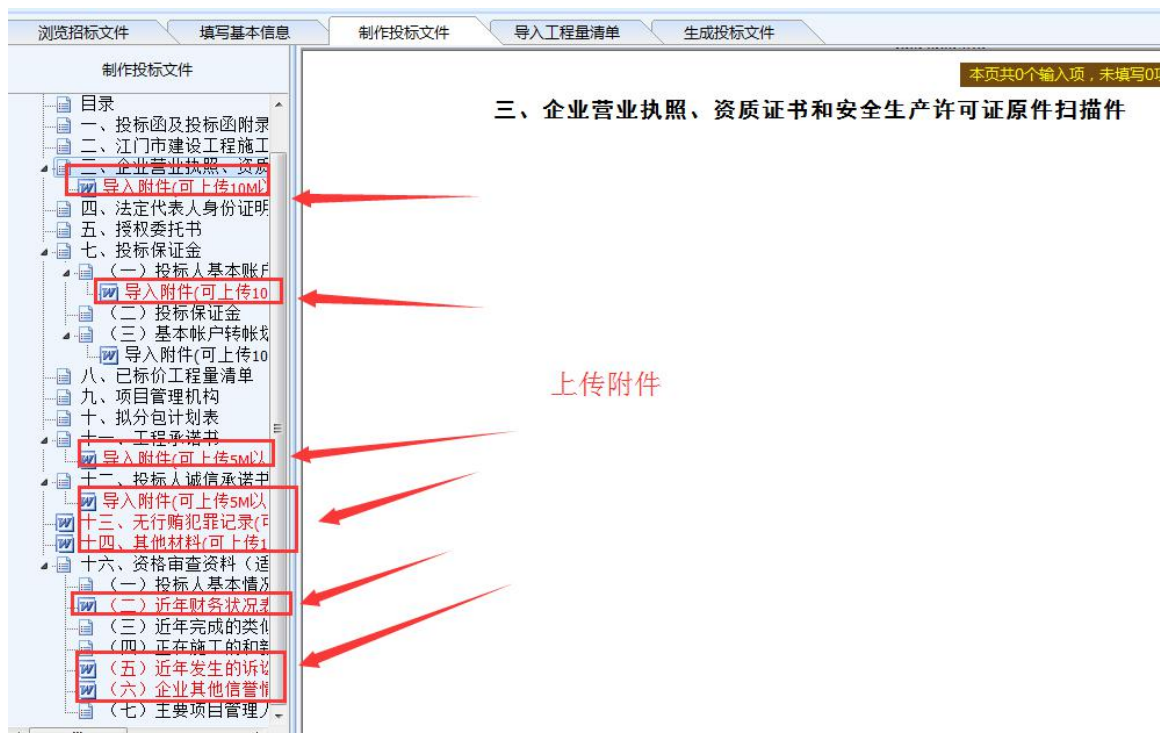 浏览招标文件 填写基本信息 制作投标文件 导入工程量清单 生成投标文件
制作投标文件
本页共0个输入项，未填写0项
三、企业营业执照、资质证书和安全生产许可证原件扫描件
目录
一、投标函及投标函附录
二、江门市建设工程施工
三、企业营业执照、资质
导入附件(可上传10M以
四、法定代表人身份证明
五、授权委托书
七、投标保证金
（一）投标人基本账户
导入附件(可上传10
（二）投标保证金
（三）基本帐户转帐划
导入附件(可上传10
八、已标价工程量清单
九、项目管理机构
十、拟分包计划表
十一、工程承诺书
导入附件(可上传5M以
十二、投标人诚信承诺书
导入附件(可上传5M以
十三、无行贿犯罪记录(可
十四、其他材料(可上传1
十六、资格审查资料（适
（一）投标人基本情况
（二）近年财务状况表
（三）近年完成的类似
（四）正在施工的和新
（五）近年发生的诉讼
（六）企业其他信誉情
（七）主要项目管理人
上传附件